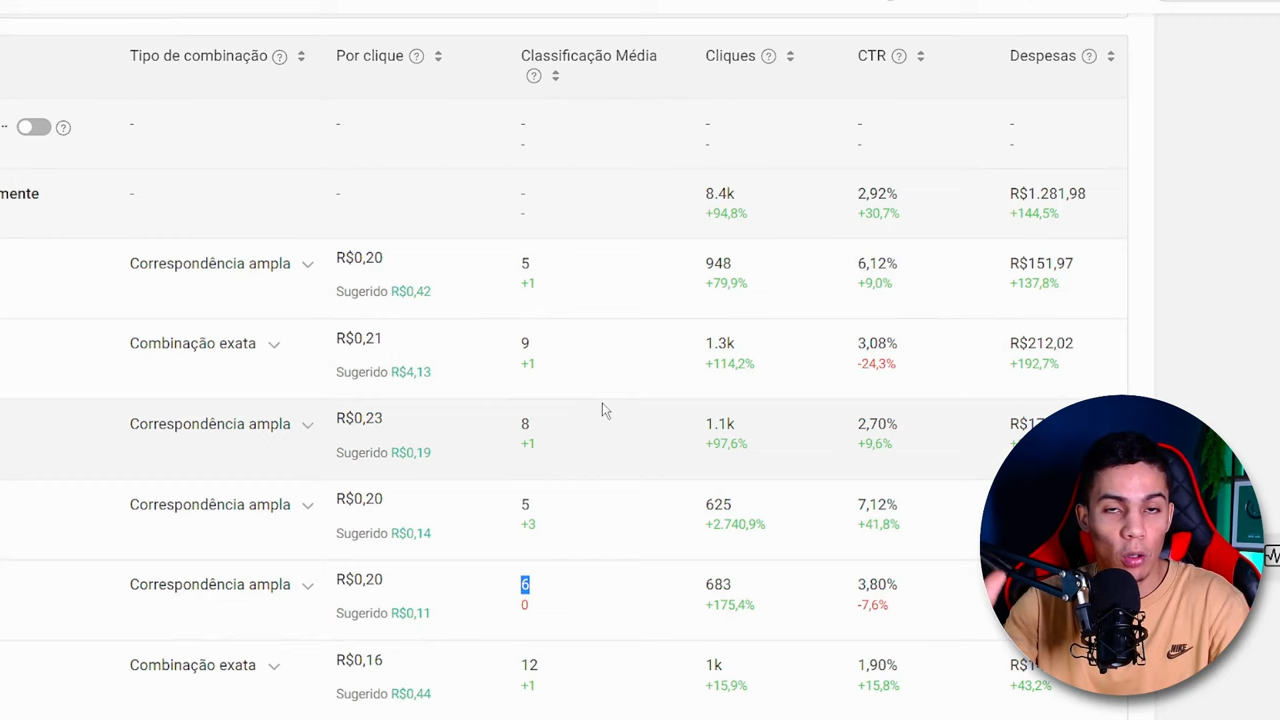 Tipo de combinação Por clique Classificação Média Cliques CTR Despesas
- - - - - -
- - - -
mente - - - 8.4k 2,92% R$1.281,98
- +94,8% +30,7% +144,5%
Correspondência ampla R$0,20 5 948 6,12% R$151,97
Sugerido R$0,42 +1 +79,9% +9,0% +137,8%
Combinação exata R$0,21 9 1.3k 3,08% R$212,02
Sugerido R$4,13 +1 +114,2% -24,3% +192,7%
Correspondência ampla R$0,23 8 1.1k 2,70%
Sugerido R$0,19 +1 +97,6% +9,6%
Correspondência ampla R$0,20 5 625 7,12%
Sugerido R$0,14 +3 +2.740,9% +41,8%
Correspondência ampla R$0,20 6 683 3,80%
Sugerido R$0,11 0 +175,4% -7,6%
Combinação exata R$0,16 12 1k 1,90%
Sugerido R$0,44 +1 +15,9% +15,8% +43,2%
NIKE